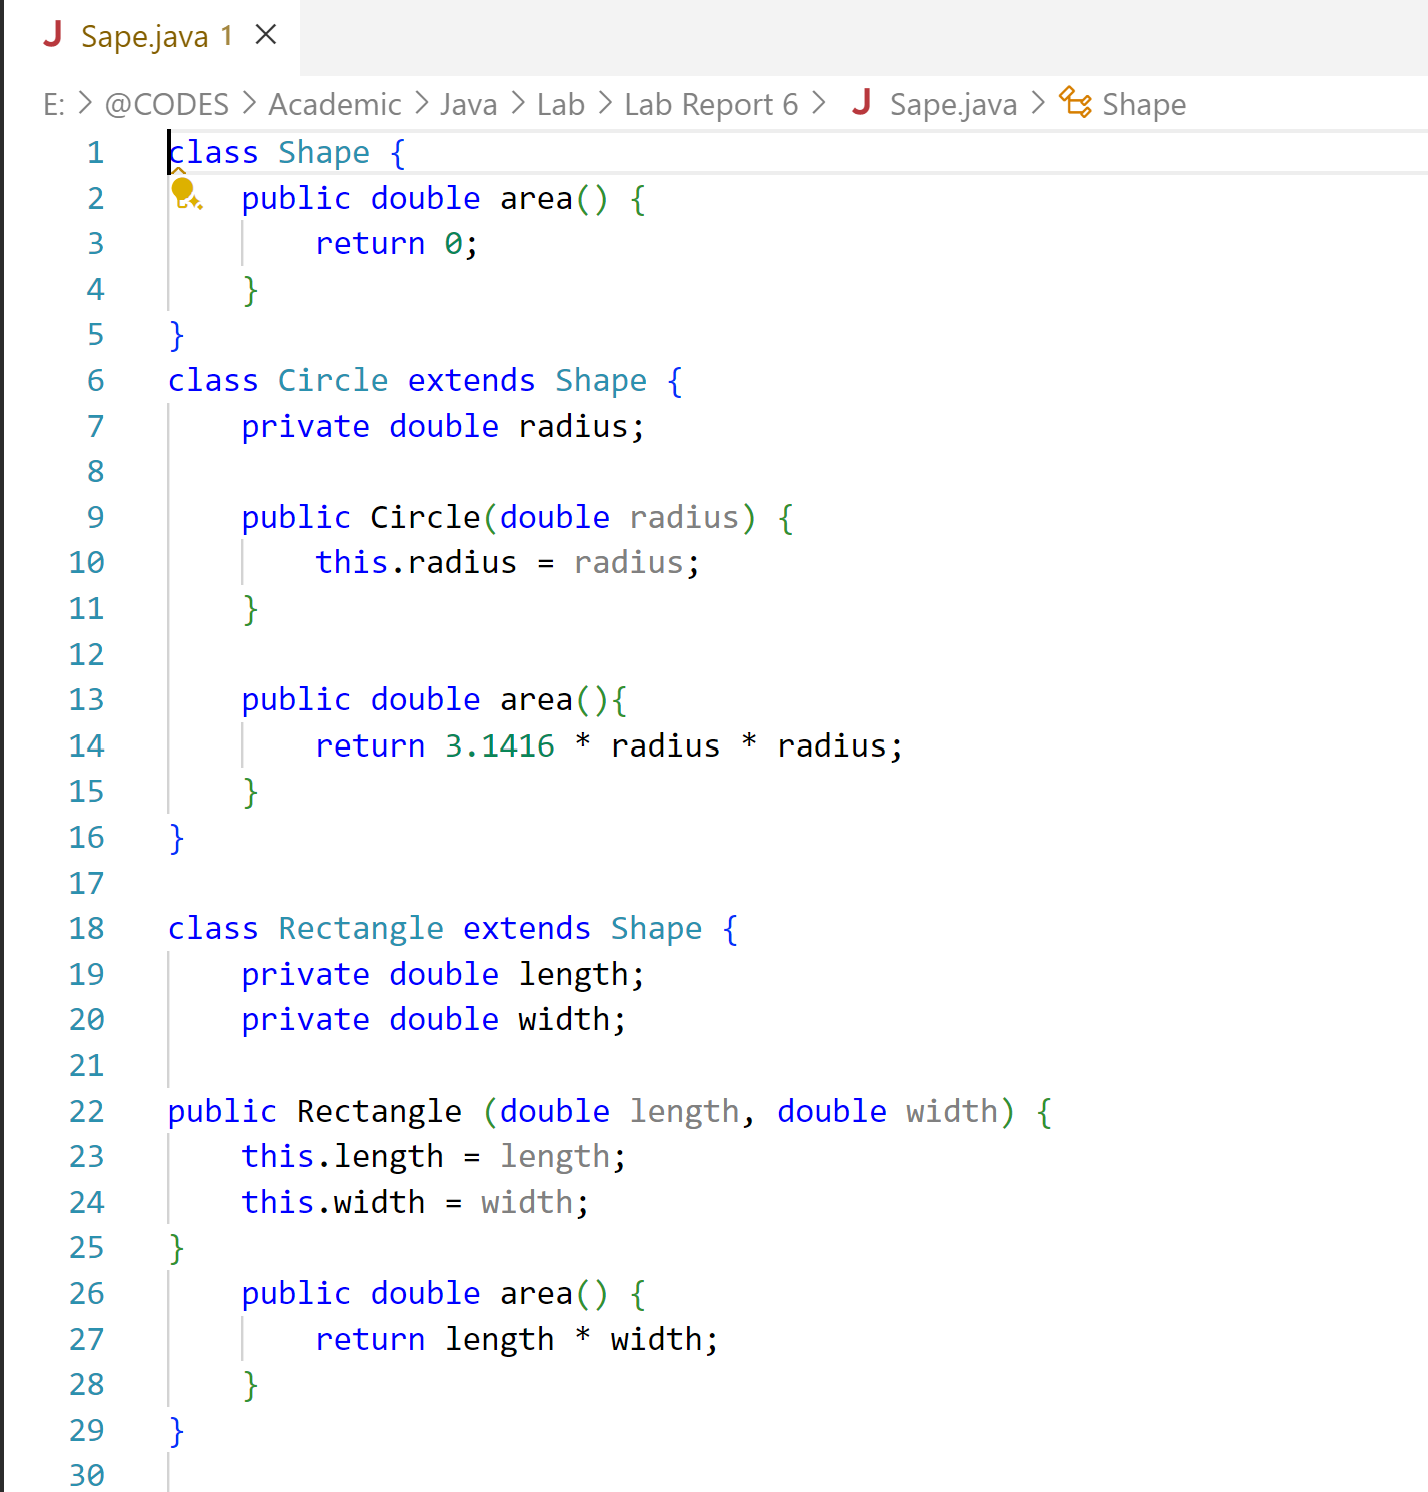 J Sape.java 1 ×
E: > @CODES > Academic > Java > Lab > Lab Report 6 > J Sape.java > Shape
1 class Shape {
2     public double area() {
3         return 0;
4     }
5 }
6 class Circle extends Shape {
7     private double radius;
8
9     public Circle(double radius) {
10         this.radius = radius;
11     }
12
13     public double area(){
14         return 3.1416 * radius * radius;
15     }
16 }
17
18 class Rectangle extends Shape {
19     private double length;
20     private double width;
21
22 public Rectangle (double length, double width) {
23     this.length = length;
24     this.width = width;
25 }
26     public double area() {
27         return length * width;
28     }
29 }
30